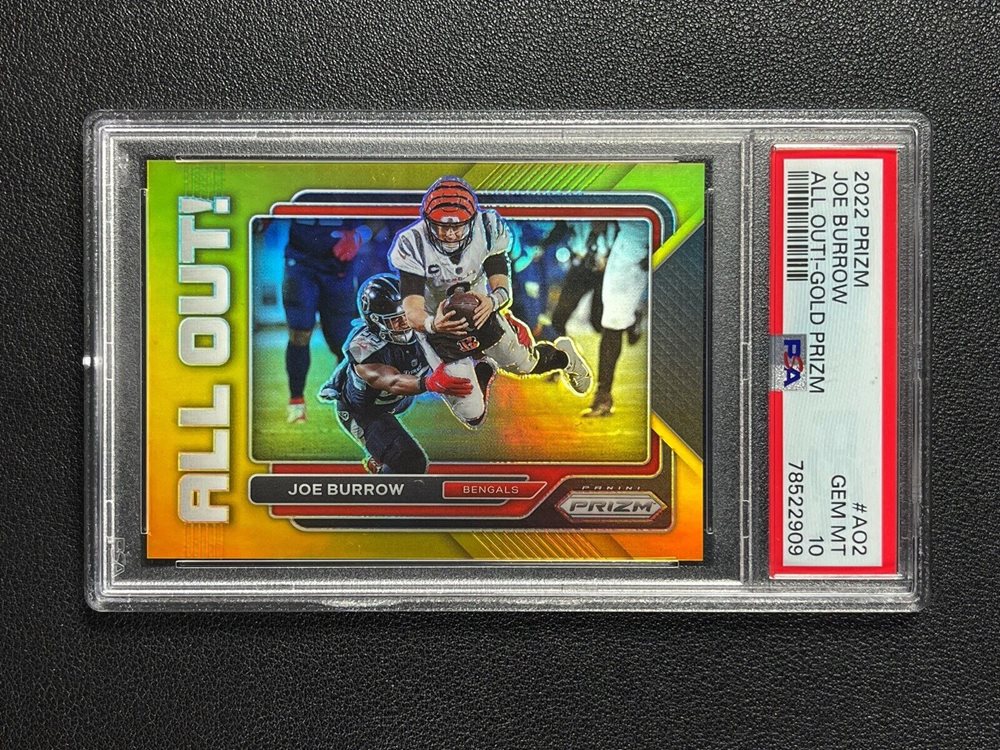 ALL OUT!
JOE BURROW
BENGALS
PANINI
PRIZM
2022 PRIZM
JOE BURROW
ALL OUT!-GOLD PRIZM
#AO2
GEM MT
10
78522909
PSA